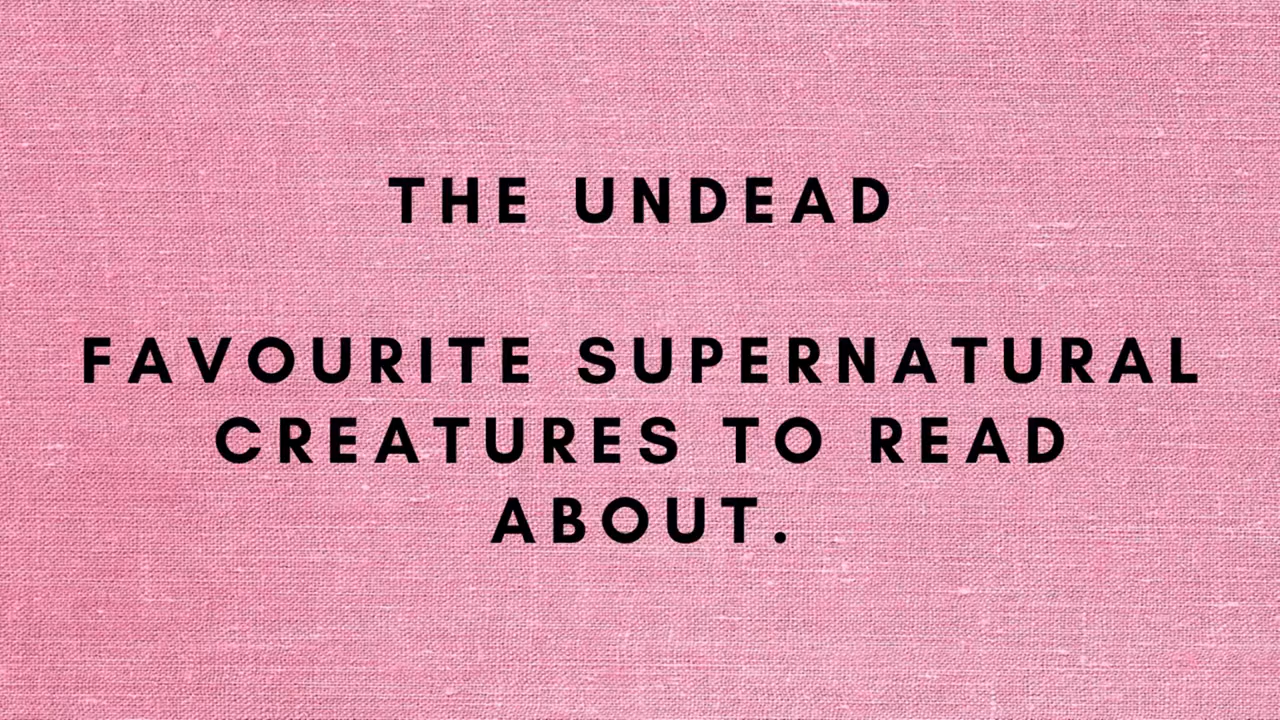 THE UNDEAD
FAVOURITE SUPERNATURAL
CREATURES TO READ
ABOUT.